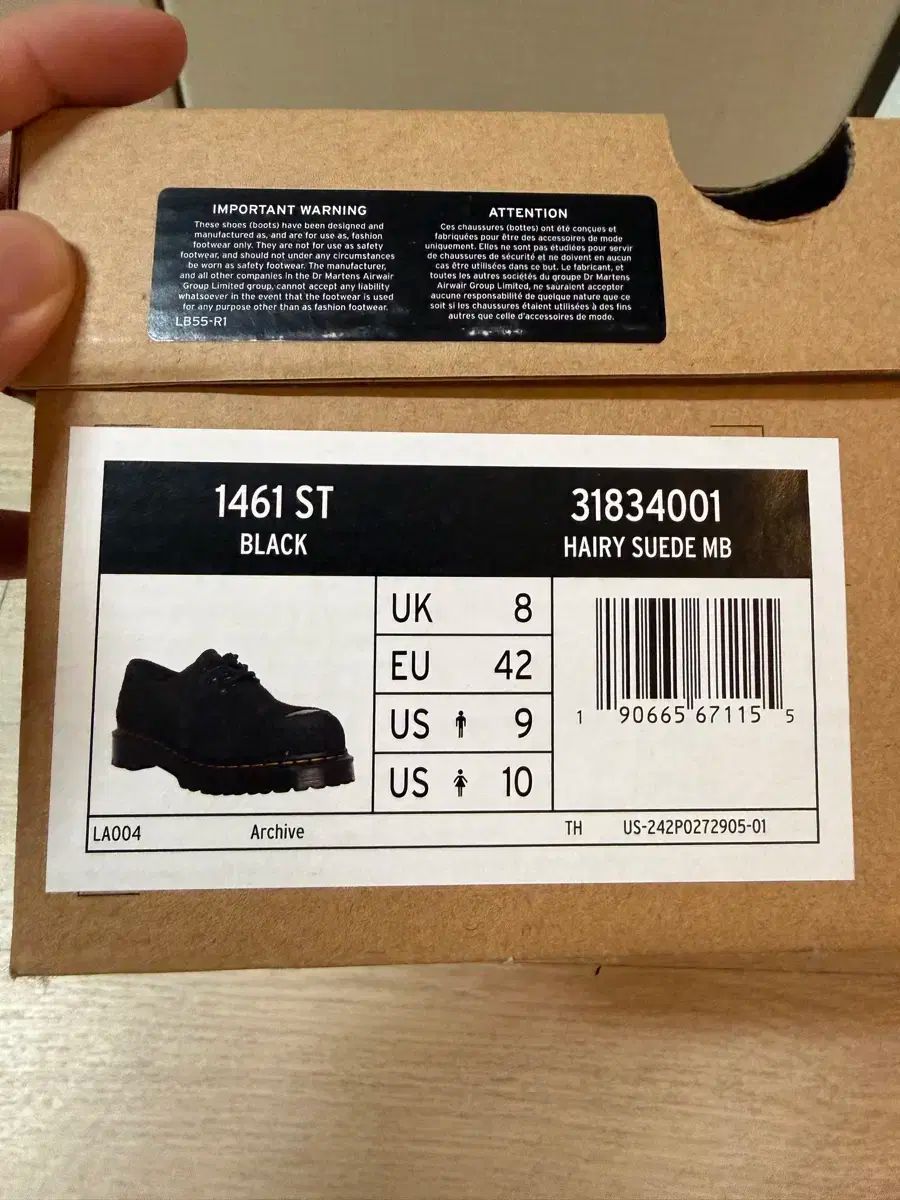 IMPORTANT WARNING
These shoes (boots) have been designed and
manufactured as, and are for use as, fashion
footwear only. They are not for use as safety
footwear, and should not under any circumstances
be worn as safety footwear. The manufacturer,
and all other companies in the Dr Martens Airwair
Group Limited group, cannot accept any liability
whatsoever in the event that the footwear is used
for any purpose other than as fashion footwear.
LB55-R1
ATTENTION
Ces chaussures (bottes) ont été conçues et
fabriquées pour être des accessoires de mode
uniquement. Elles ne sont pas étudiées pour servir
de chaussures de sécurité et ne doivent en aucun
cas être utilisées dans ce but. Le fabricant, et
toutes les autres sociétés du groupe Dr Martens
Airwair Group Limited, ne sauraient accepter
aucune responsabilité de quelque nature que ce
soit si les chaussures étaient utilisées à des fins
autres que celle d'accessoires de mode.
1461 ST
BLACK
31834001
HAIRY SUEDE MB
UK 8
EU 42
US 9
US 10
1 90665 67115 5
LA004 Archive TH US-242P0272905-01